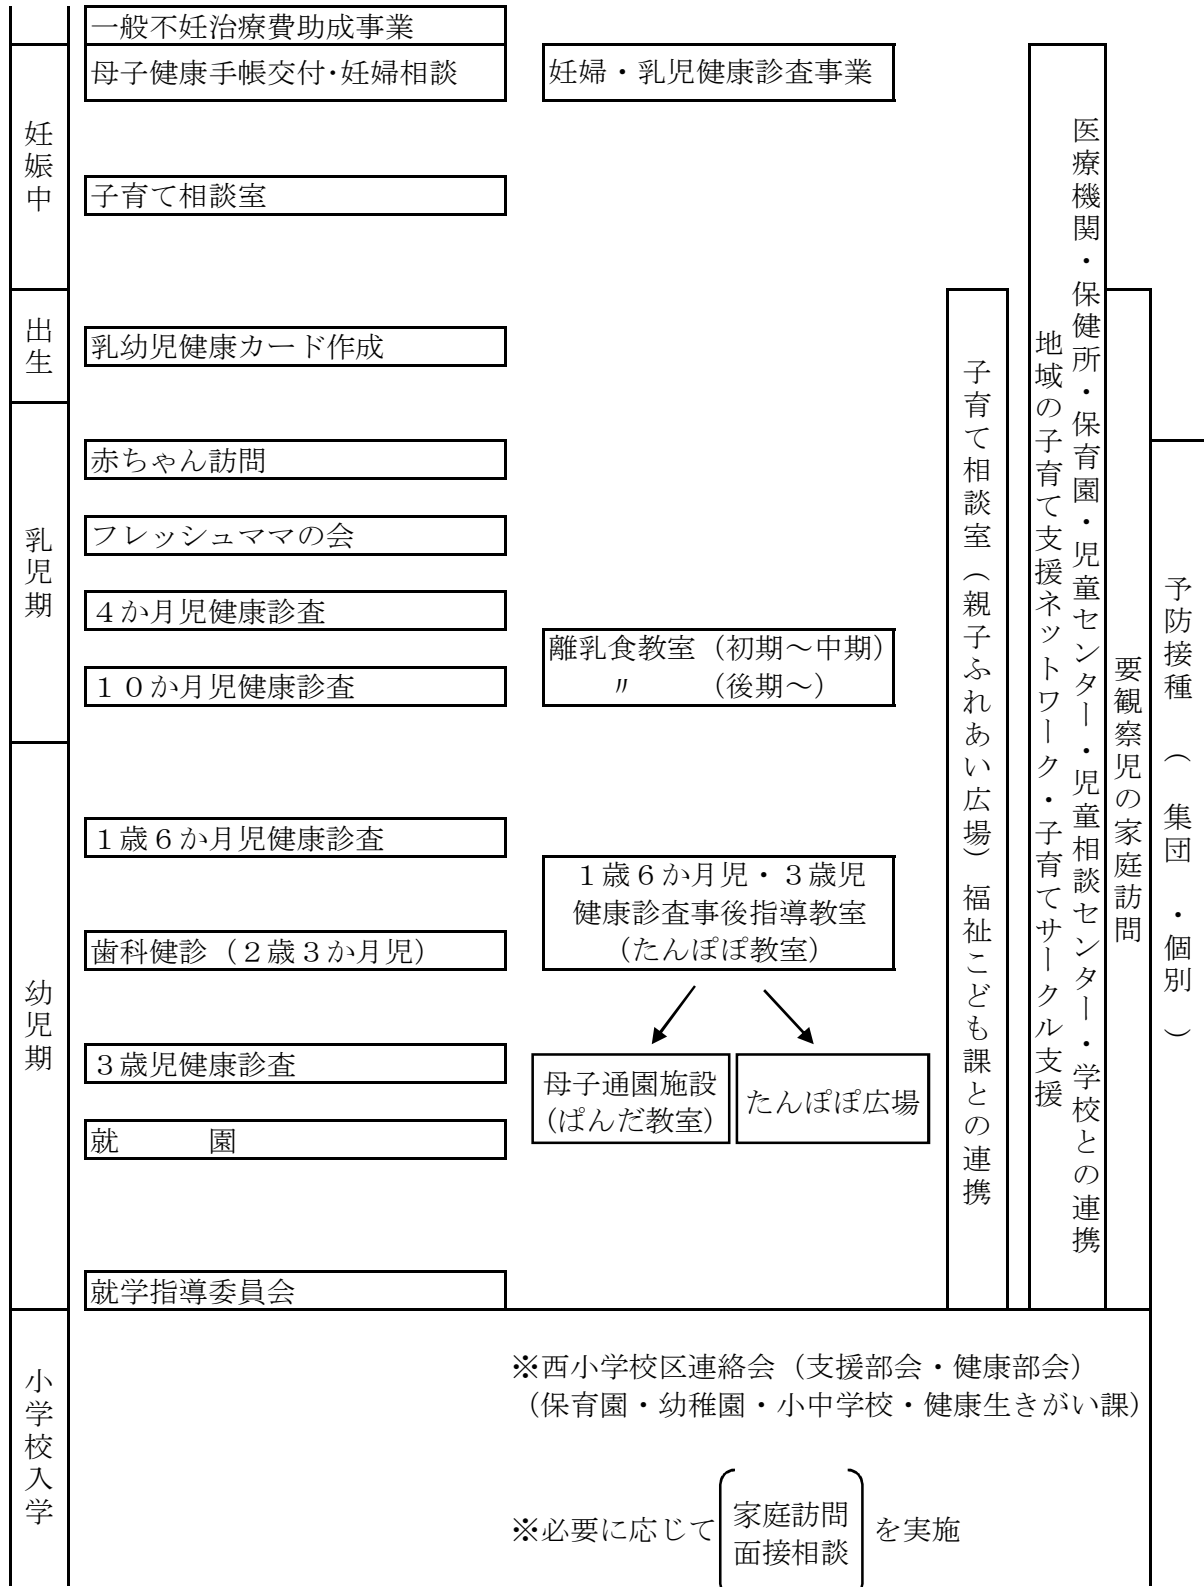 一般不妊治療費助成事業
妊娠中
母子健康手帳交付･妊婦相談
妊婦・乳児健康診査事業
子育て相談室
出生
乳幼児健康カード作成
乳児期
赤ちゃん訪問
フレッシュママの会
４か月児健康診査
１０か月児健康診査
離乳食教室（初期～中期）
〃　　（後期～）
幼児期
１歳６か月児健康診査
歯科健診（２歳３か月児）
３歳児健康診査
就　　園
就学指導委員会
１歳６か月児・３歳児
健康診査事後指導教室
（たんぽぽ教室）
母子通園施設
（ぱんだ教室）
たんぽぽ広場
子育て相談室（親子ふれあい広場）福祉こども課との連携
医療機関・保健所・保育園・児童センター・児童相談センター・学校との連携
地域の子育て支援ネットワーク・子育てサークル支援
要観察児の家庭訪問
予防接種　（　集団　・個別　）
小学校入学
※西小学校区連絡会（支援部会・健康部会）
（保育園・幼稚園・小中学校・健康生きがい課）
※必要に応じて
家庭訪問
面接相談
を実施